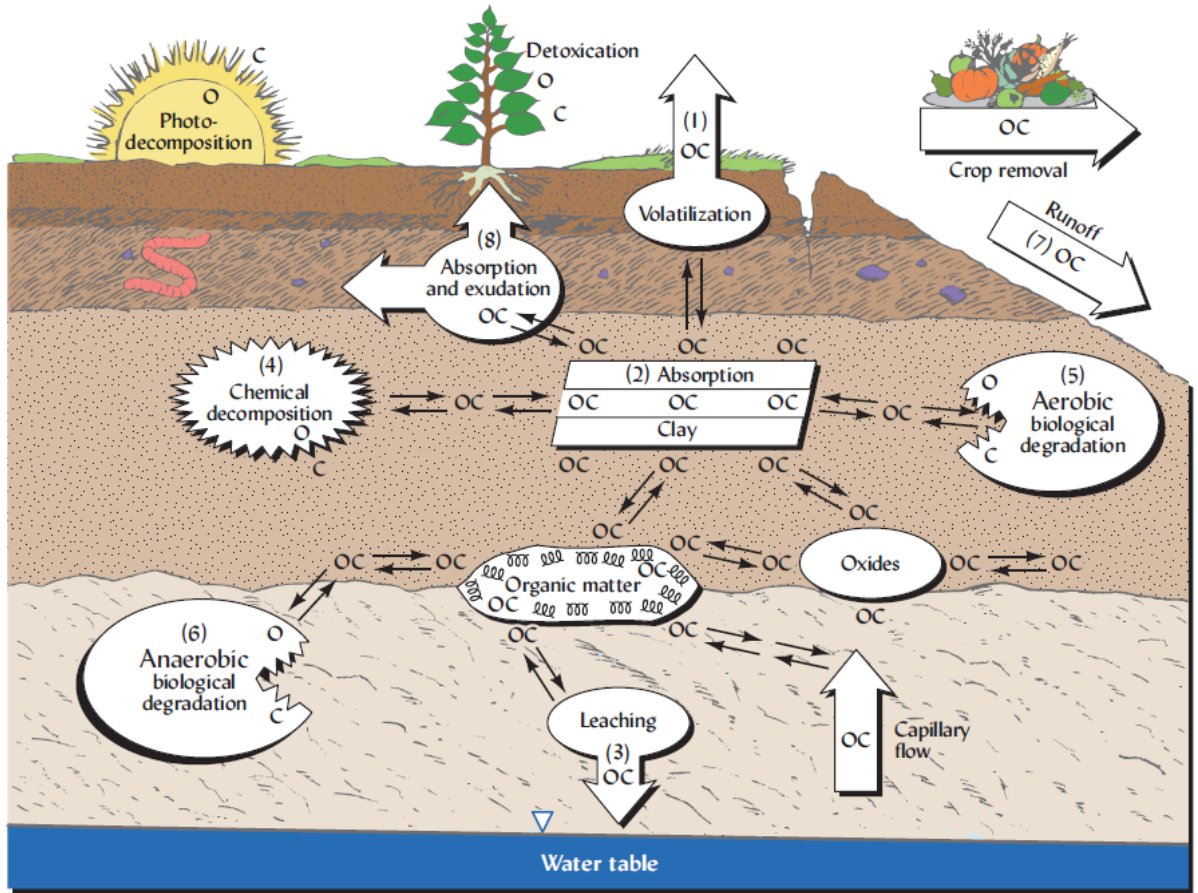 C
O
Photo-
decomposition
Detoxication
O
C
(1)
OC
Volatilization
OC
Crop removal
Runoff
(7) OC
(8)
Absorption
and exudation
OC
OC
OC
OC
(4)
Chemical
decomposition
O
C
OC
(2) Absorption
OC
OC
OC
Clay
OC
(5)
O
Aerobic
biological
degradation
C
OC
OC
OC
OC
OC
OC
OC
OC
OC
Organic matter
OC
OC
OC
Oxides
OC
OC
OC
(6)
O
Anaerobic
biological
degradation
C
OC
OC
Leaching
(3)
OC
OC
Capillary
flow
Water table